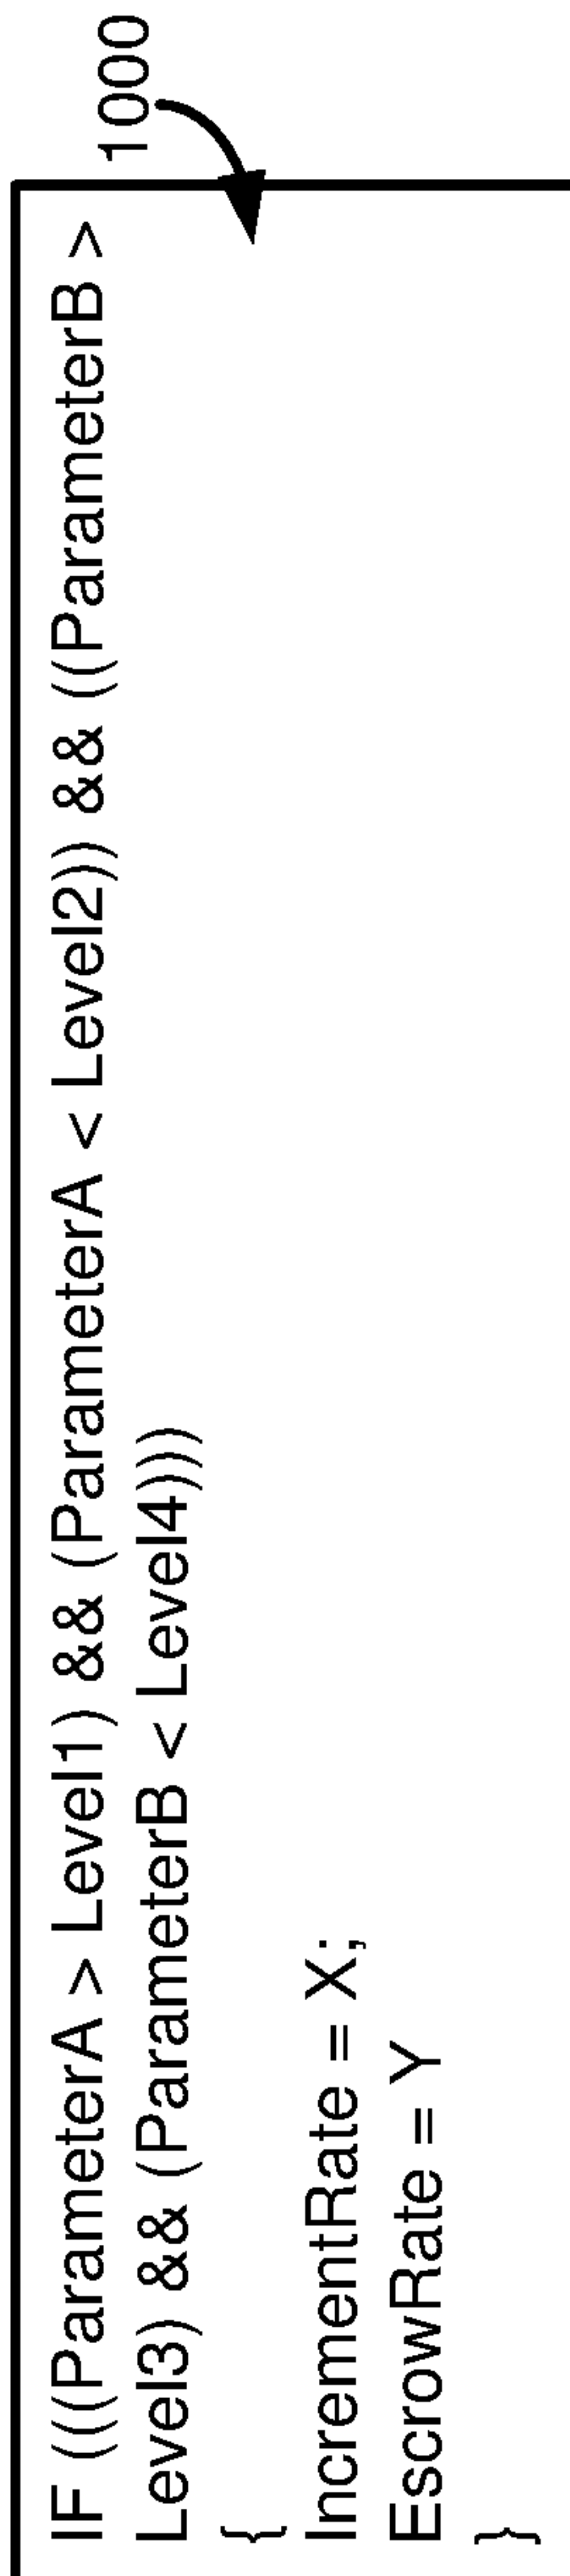 1000
IF (((ParameterA > Level1) && (ParameterA < Level2)) && ((ParameterB >
Level3) && (ParameterB < Level4)))
{
IncrementRate = X;
EscrowRate = Y
}